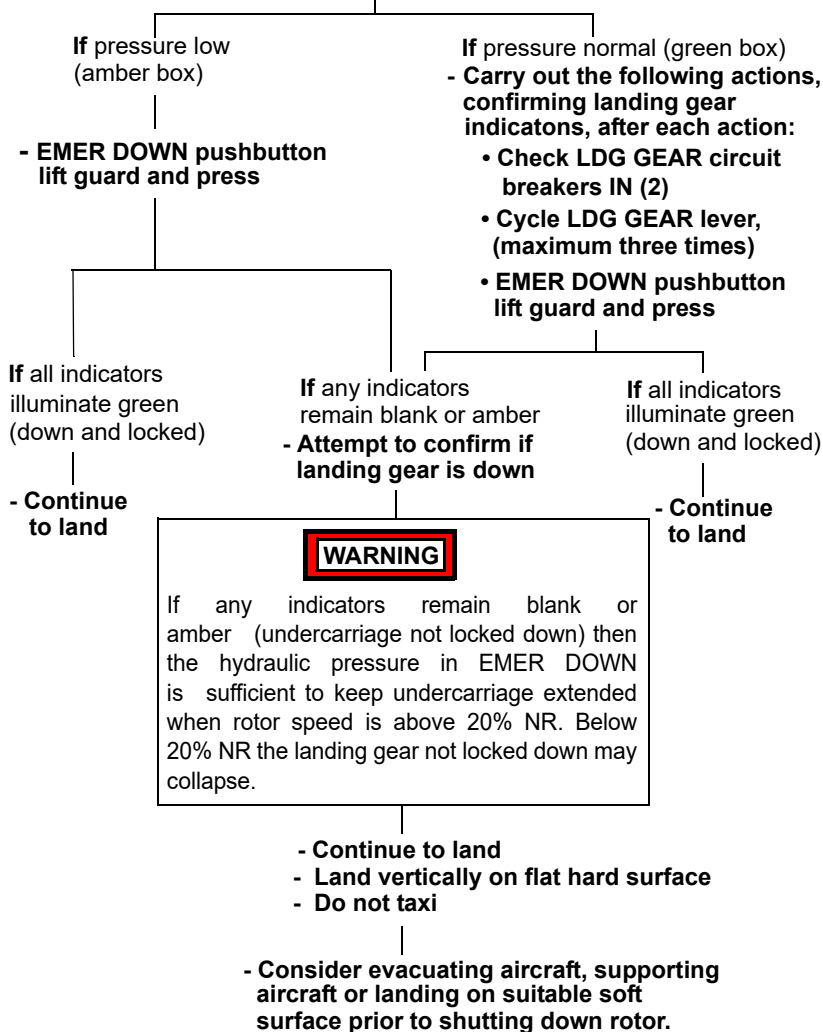 If pressure low
(amber box)
- EMER DOWN pushbutton
lift guard and press
If pressure normal (green box)
- Carry out the following actions,
confirming landing gear
indicatons, after each action:
• Check LDG GEAR circuit
breakers IN (2)
• Cycle LDG GEAR lever,
(maximum three times)
• EMER DOWN pushbutton
lift guard and press
If all indicators
illuminate green
(down and locked)
- Continue
to land
If any indicators
remain blank or amber
- Attempt to confirm if
landing gear is down
If all indicators
illuminate green
(down and locked)
- Continue
to land
WARNING
If any indicators remain blank or
amber (undercarriage not locked down) then
the hydraulic pressure in EMER DOWN
is sufficient to keep undercarriage extended
when rotor speed is above 20% NR. Below
20% NR the landing gear not locked down may
collapse.
- Continue to land
- Land vertically on flat hard surface
- Do not taxi
- Consider evacuating aircraft, supporting
aircraft or landing on suitable soft
surface prior to shutting down rotor.